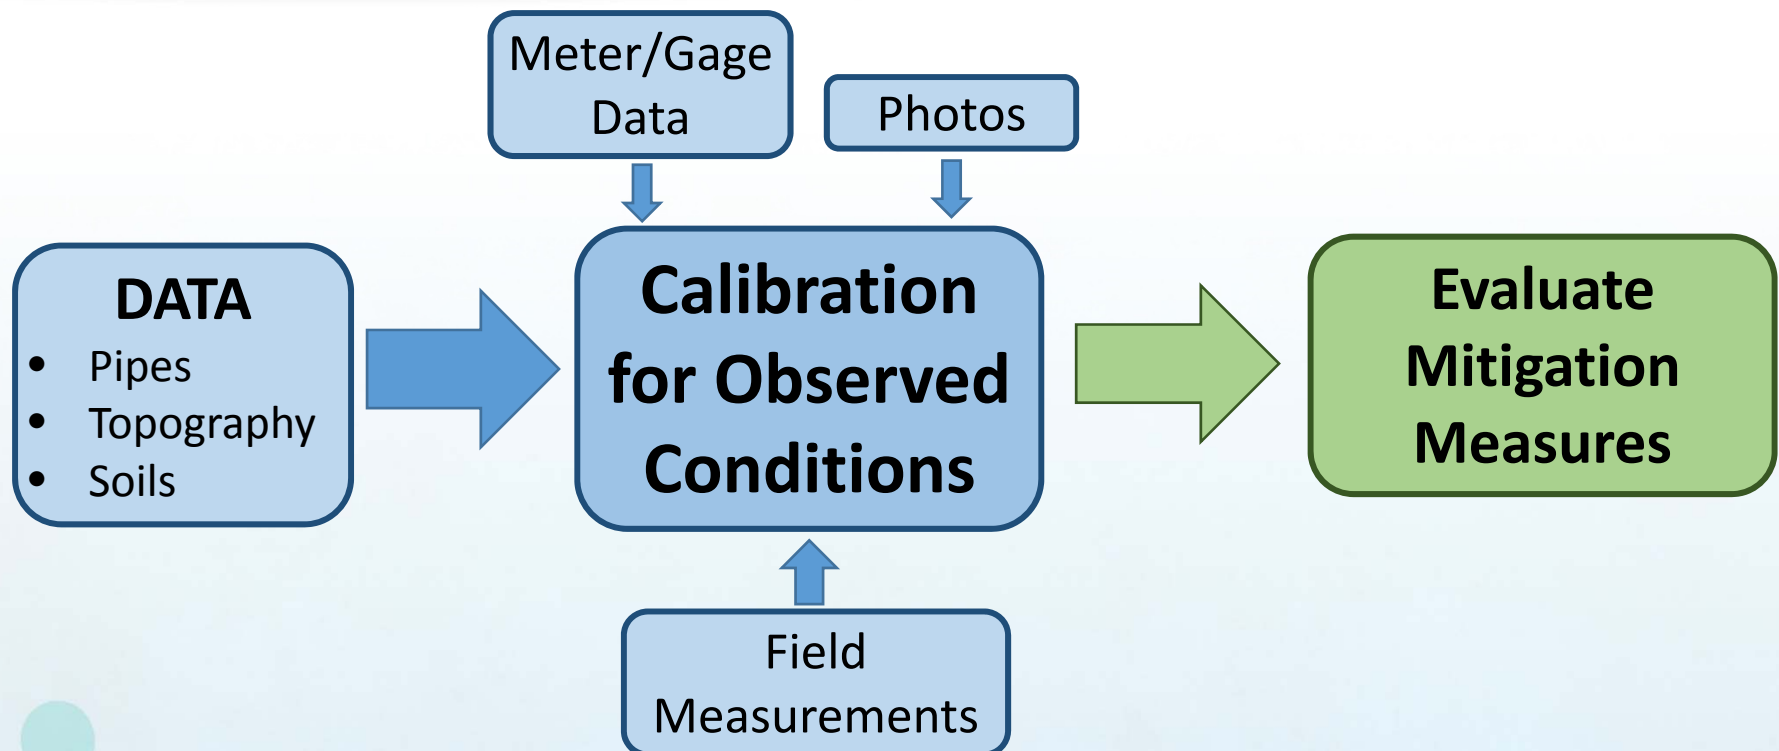 Meter/Gage
Data
Photos
DATA
• Pipes
• Topography
• Soils
Calibration
for Observed
Conditions
Evaluate
Mitigation
Measures
Field
Measurements